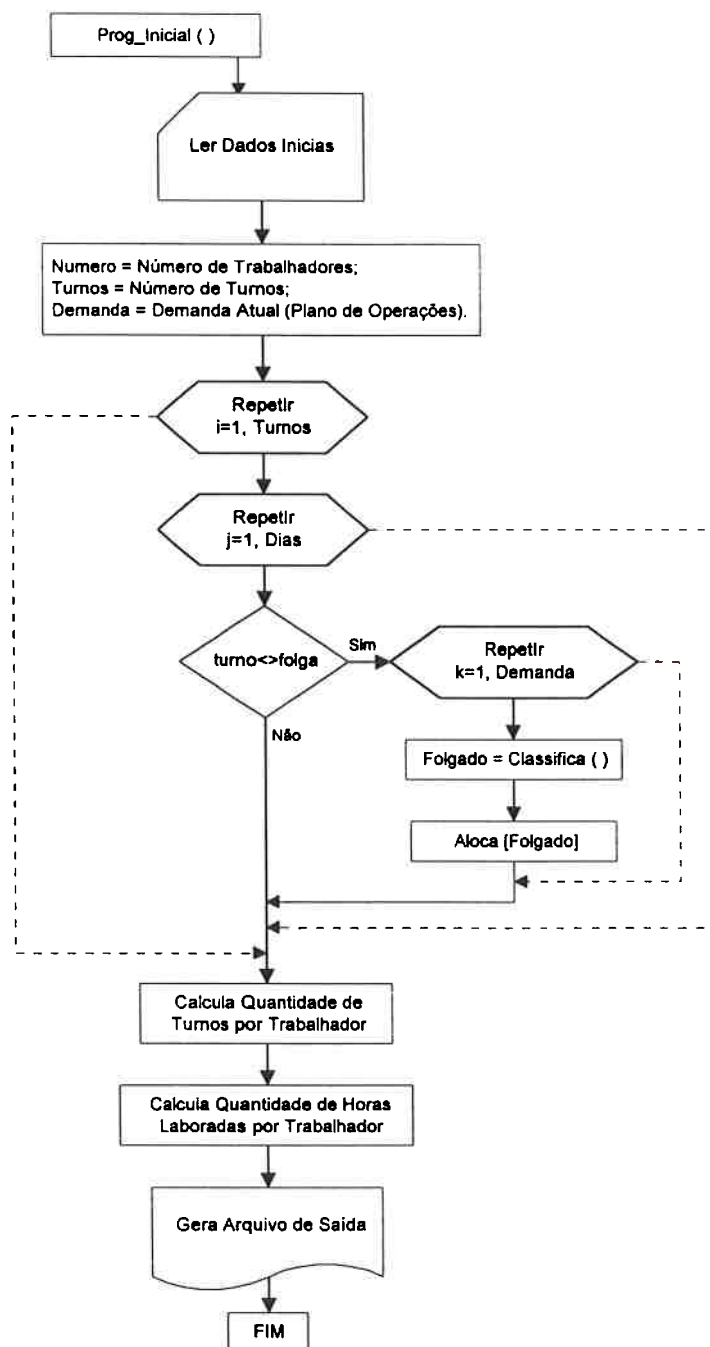 Prog_Inicial ( )
Ler Dados Inicias
Numero = Número de Trabalhadores;
Turnos = Número de Turnos;
Demanda = Demanda Atual (Plano de Operações).
Repetir
i=1, Turnos
Repetir
j=1, Dias
turno<>folga
Sim
Repetir
k=1, Demanda
Não
Folgado = Classifica ( )
Aloca [Folgado]
Calcula Quantidade de
Turnos por Trabalhador
Calcula Quantidade de Horas
Laboradas por Trabalhador
Gera Arquivo de Saída
FIM